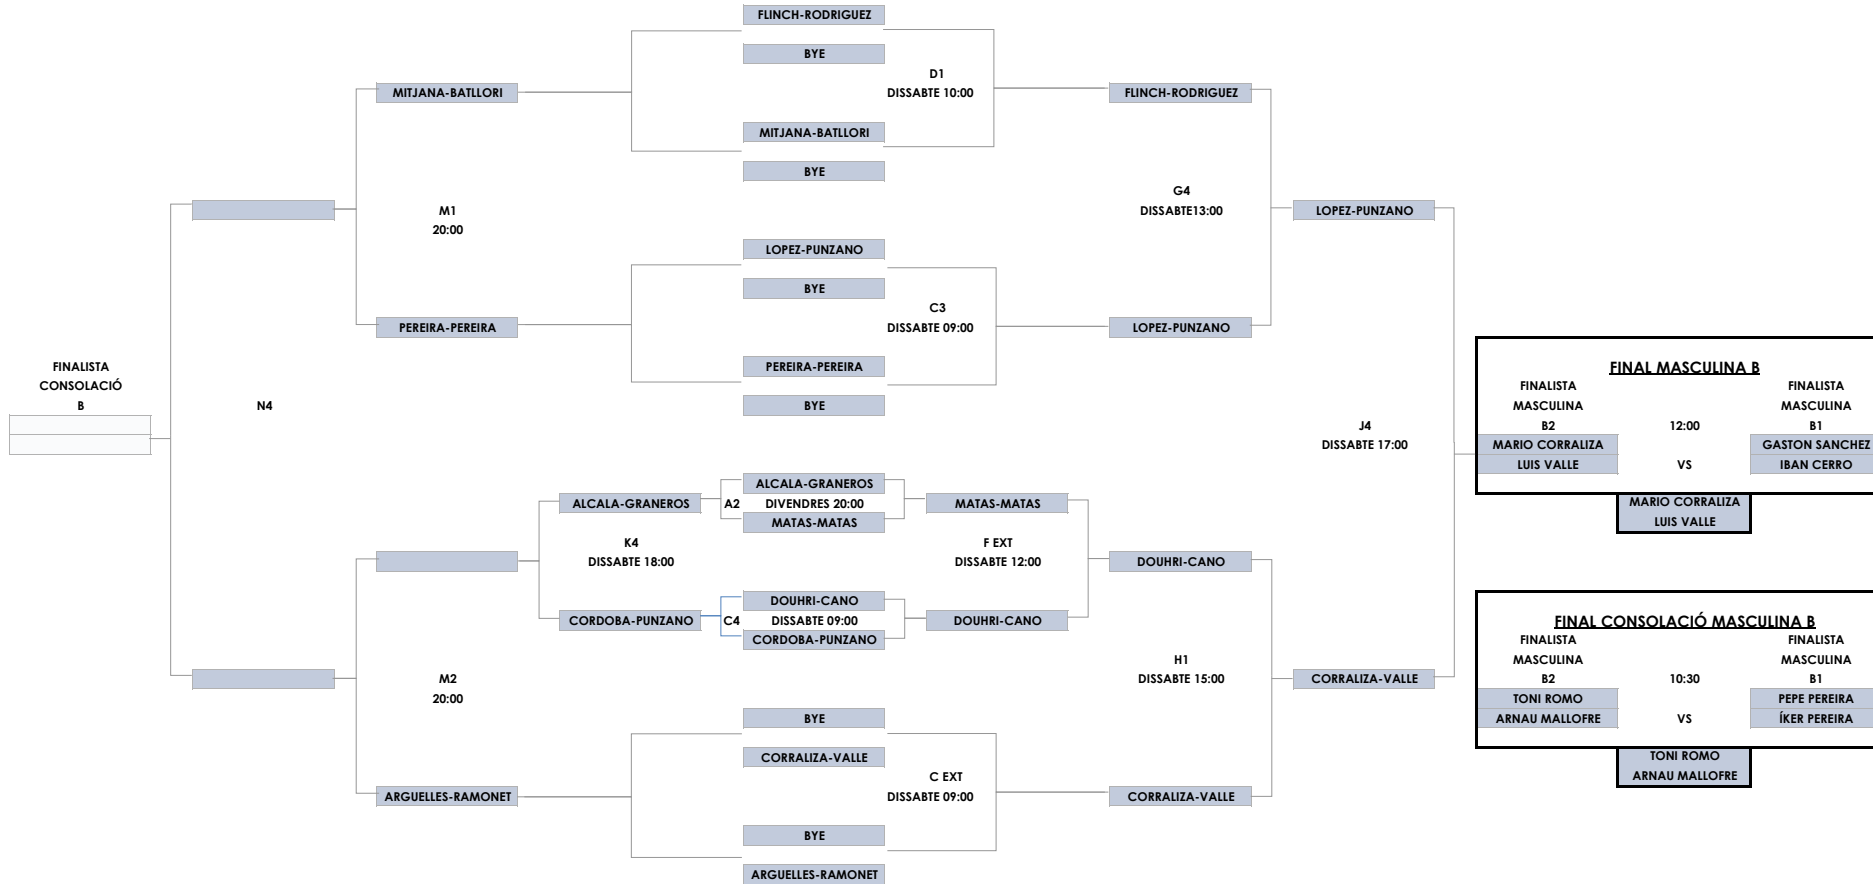 FLINCH-RODRIGUEZ
BYE
D1
MITJANA-BATLLORI
DISSABTE 10:00
FLINCH-RODRIGUEZ
MITJANA-BATLLORI
BYE
G4
M1
DISSABTE13:00
LOPEZ-PUNZANO
20:00
LOPEZ-PUNZANO
BYE
C3
PEREIRA-PEREIRA
DISSABTE 09:00
LOPEZ-PUNZANO
FINALISTA
CONSOLACIÓ
B
PEREIRA-PEREIRA
N4
BYE
J4
DISSABTE 17:00
FINAL MASCULINA B
FINALISTA
FINALISTA
MASCULINA
MASCULINA
B2
12:00
B1
MARIO CORRALIZA
GASTON SANCHEZ
LUIS VALLE
VS
IBAN CERRO
MARIO CORRALIZA
LUIS VALLE
ALCALA-GRANEROS
ALCALA-GRANEROS
A2
DIVENDRES 20:00
MATAS-MATAS
MATAS-MATAS
K4
F EXT
DISSABTE 18:00
DISSABTE 12:00
DOUHRI-CANO
DOUHRI-CANO
CORDOBA-PUNZANO
C4
DISSABTE 09:00
DOUHRI-CANO
CORDOBA-PUNZANO
H1
M2
DISSABTE 15:00
CORRALIZA-VALLE
20:00
BYE
CORRALIZA-VALLE
C EXT
ARGUELLES-RAMONET
DISSABTE 09:00
CORRALIZA-VALLE
BYE
ARGUELLES-RAMONET
FINAL CONSOLACIÓ MASCULINA B
FINALISTA
FINALISTA
MASCULINA
MASCULINA
B2
10:30
B1
TONI ROMO
PEPE PEREIRA
ARNAU MALLOFRE
VS
ÍKER PEREIRA
TONI ROMO
ARNAU MALLOFRE